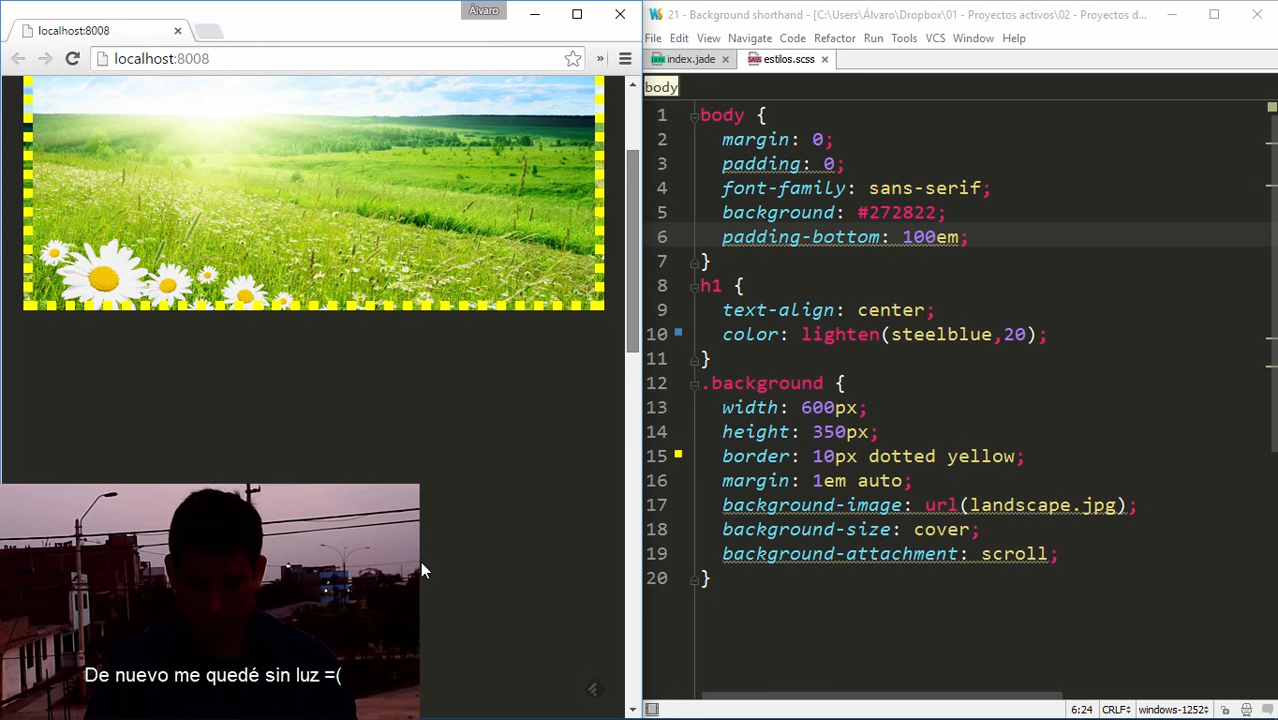 Álvaro
localhost:8008
localhost:8008
»
21 - Background shorthand - [C:\Users\Álvaro\Dropbox\01 - Proyectos activos\02 - Proyectos d...
File Edit View Navigate Code Refactor Run Tools VCS Window Help
index.jade
estilos.scss
body
1 body {
2 margin: 0;
3 padding: 0;
4 font-family: sans-serif;
5 background: #272822;
6 padding-bottom: 100em;
7 }
8 h1 {
9 text-align: center;
10 color: lighten(steelblue,20);
11 }
12 .background {
13 width: 600px;
14 height: 350px;
15 border: 10px dotted yellow;
16 margin: 1em auto;
17 background-image: url(landscape.jpg);
18 background-size: cover;
19 background-attachment: scroll;
20 }
De nuevo me quedé sin luz =(
6:24 CRLF windows-1252